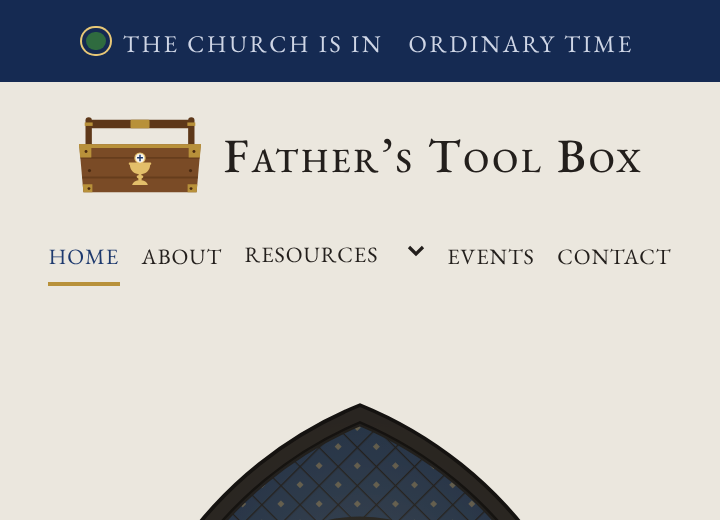 THE CHURCH IS IN ORDINARY TIME
Father’s Tool Box
HOME ABOUT RESOURCES EVENTS CONTACT